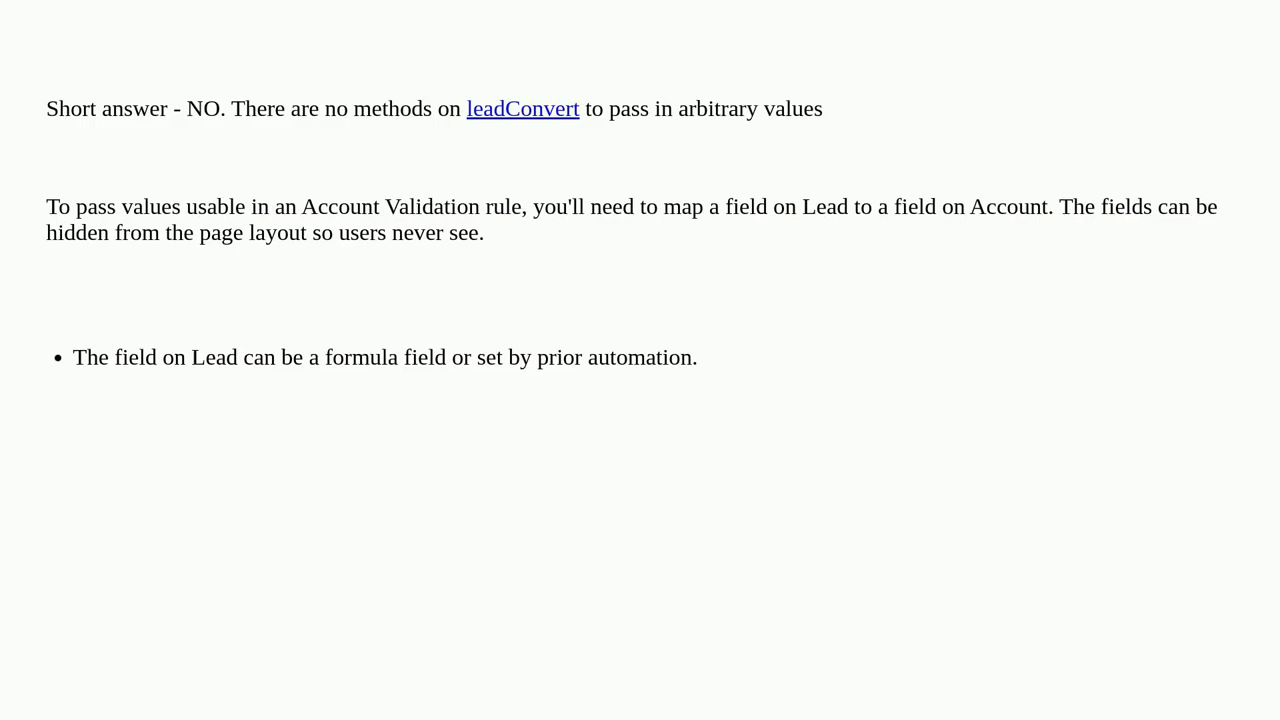 Short answer - NO. There are no methods on leadConvert to pass in arbitrary values
To pass values usable in an Account Validation rule, you'll need to map a field on Lead to a field on Account. The fields can be
hidden from the page layout so users never see.
• The field on Lead can be a formula field or set by prior automation.